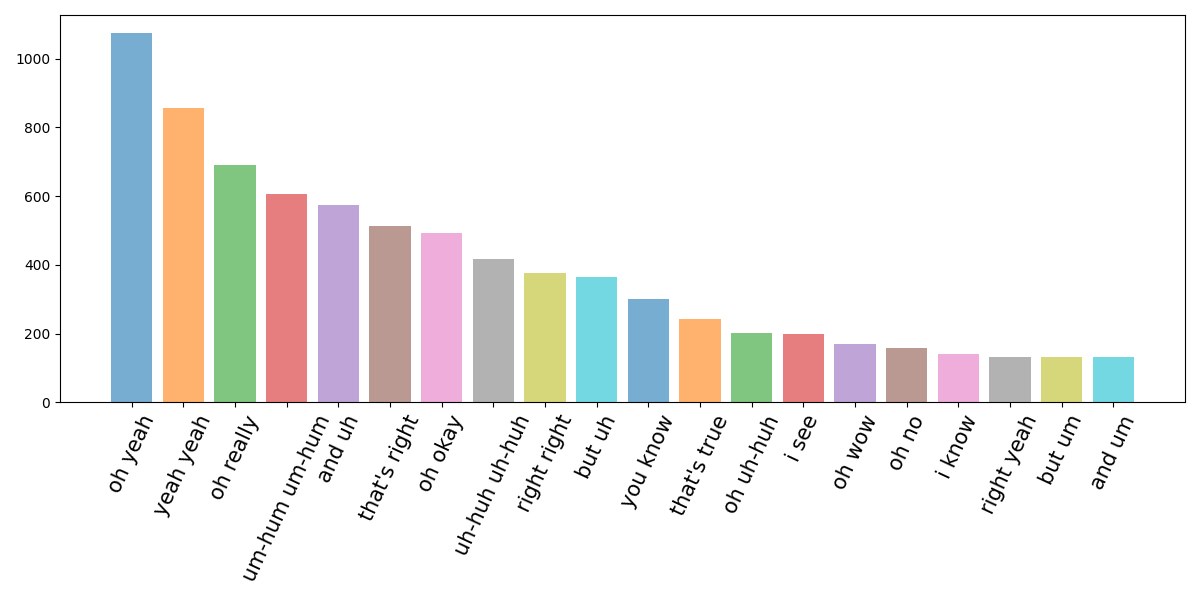 1000
800
600
400
200
0
oh yeah
yeah yeah
oh really
um-hum um-hum
and uh
that's right
oh okay
uh-huh uh-huh
right right
but uh
you know
that's true
oh uh-huh
i see
oh wow
oh no
i know
right yeah
but um
and um